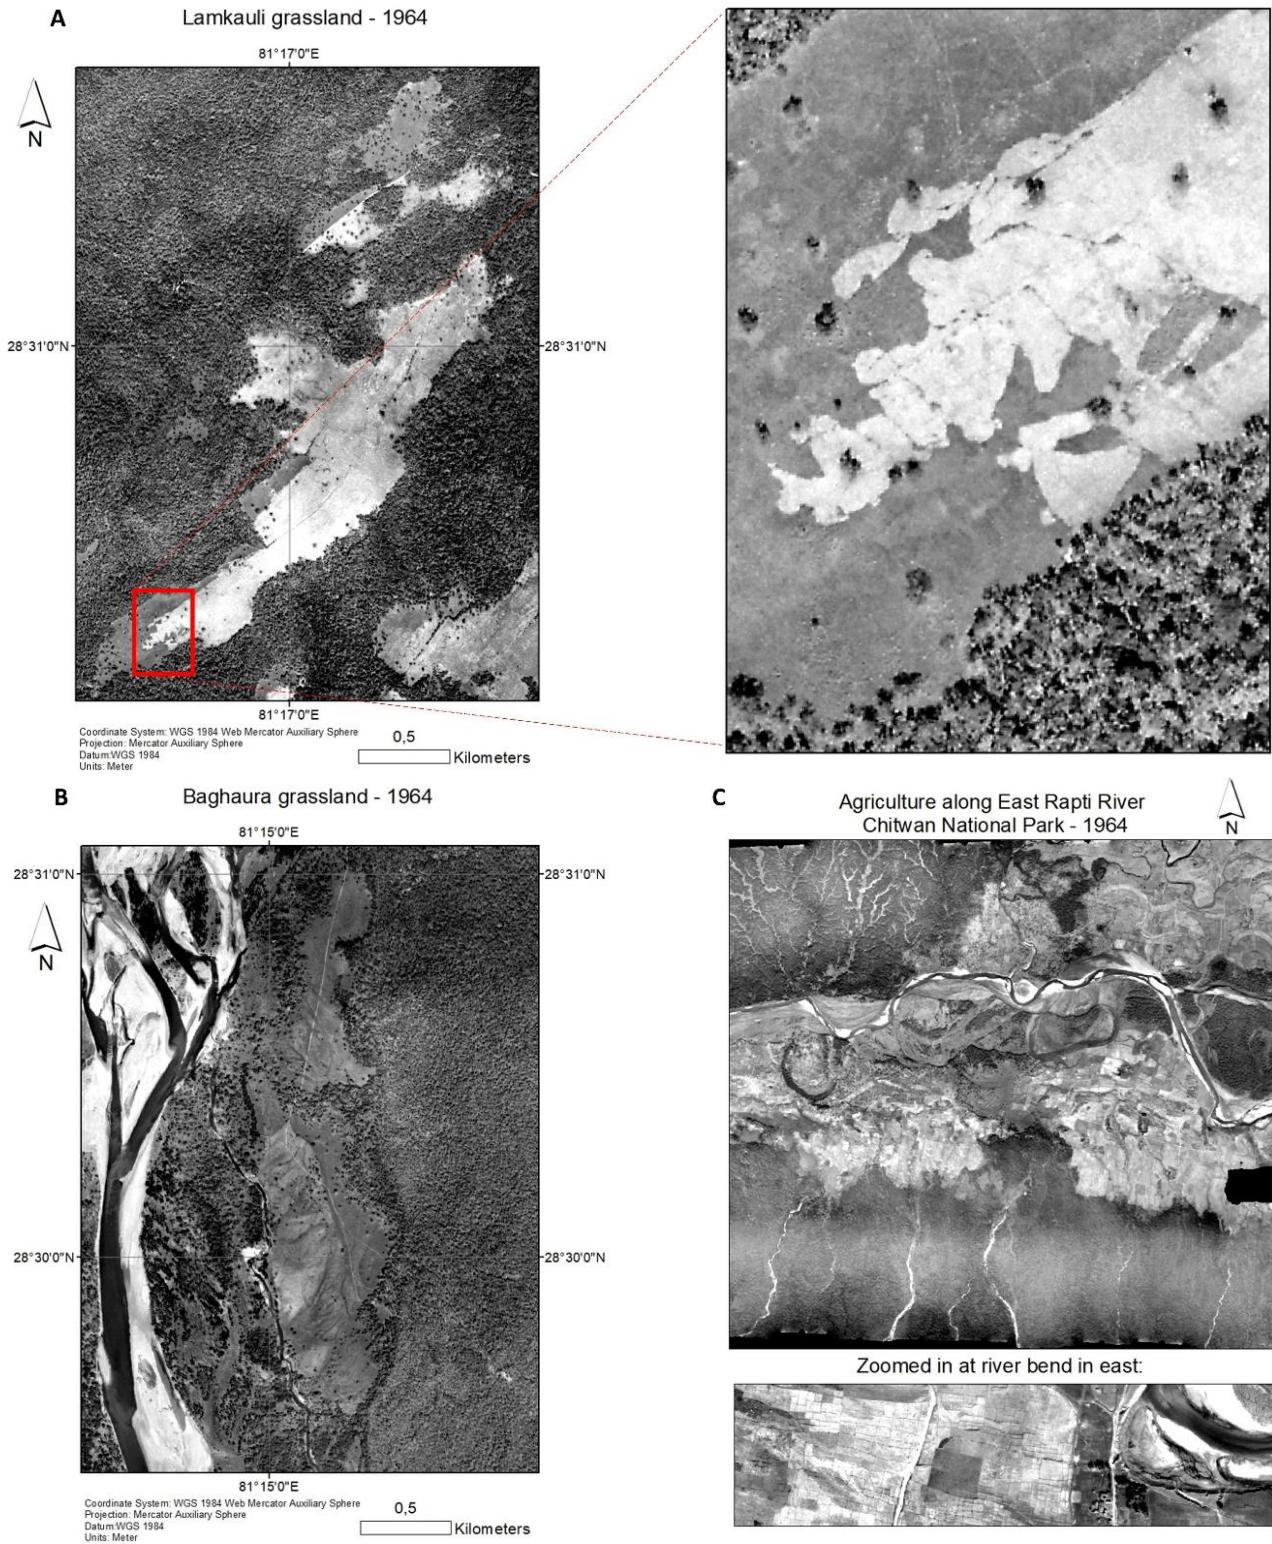 A
Lamkauli grassland - 1964
81°17'0"E
N
28°31'0"N
28°31'0"N
81°17'0"E
Coordinate System: WGS 1984 Web Mercator Auxiliary Sphere
Projection: Mercator Auxiliary Sphere
Datum:WGS 1984
Units: Meter
0,5
Kilometers
B
Baghaura grassland - 1964
81°15'0"E
28°31'0"N
28°31'0"N
N
28°30'0"N
28°30'0"N
81°15'0"E
Coordinate System: WGS 1984 Web Mercator Auxiliary Sphere
Projection: Mercator Auxiliary Sphere
Datum:WGS 1984
Units: Meter
0,5
Kilometers
C
Agriculture along East Rapti River
Chitwan National Park - 1964
N
Zoomed in at river bend in east: